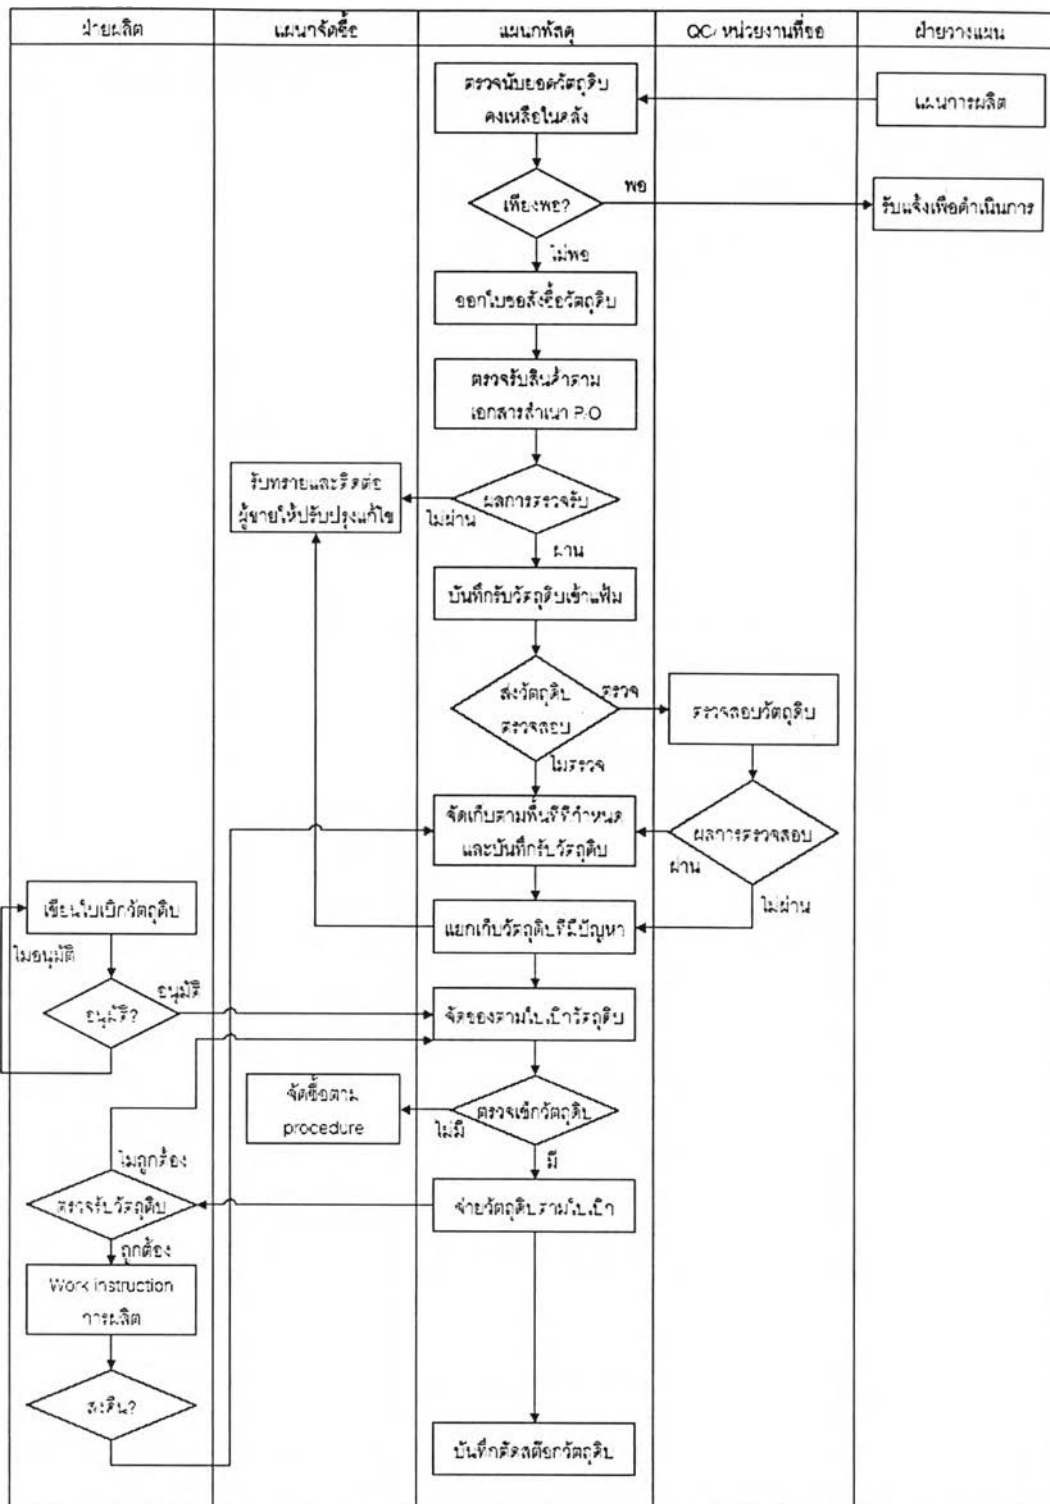 ฝ่ายผลิต
แผนกจัดซื้อ
แผนกพัสดุ
QC/ หน่วยงานที่ขอ
ฝ่ายวางแผน
ตรวจนับยอดวัตถุดิบ
คงเหลือในคลัง
แผนการผลิต
เพียงพอ?
พอ
รับแจ้งเพื่อดำเนินการ
ไม่พอ
ออกใบขอสั่งซื้อวัตถุดิบ
ตรวจรับสินค้าตาม
เอกสารสำเนา P/O
รับทราบและติดต่อ
ผู้ขายให้ปรับปรุงแก้ไข
ไม่ผ่าน
ผลการตรวจรับ
ผ่าน
บันทึกรับวัตถุดิบเข้าแฟ้ม
ส่งวัตถุดิบ
ตรวจสอบ
ตรวจ
ตรวจสอบวัตถุดิบ
ไม่ตรวจ
จัดเก็บตามพื้นที่ที่กำหนด
และบันทึกรับวัตถุดิบ
ผลการตรวจสอบ
ผ่าน
ไม่ผ่าน
เขียนใบเบิกวัตถุดิบ
แยกเก็บวัตถุดิบที่มีปัญหา
ไม่อนุมัติ
อนุมัติ
อนุมัติ?
จัดของตามใบเบิกวัตถุดิบ
จัดซื้อตาม
procedure
ไม่มี
ตรวจเช็กวัตถุดิบ
มี
ไม่ถูกต้อง
ตรวจรับวัตถุดิบ
จ่ายวัตถุดิบตามใบเบิก
ถูกต้อง
Work instruction
การผลิต
ส่งคืน?
บันทึกตัดสต๊อกวัตถุดิบ